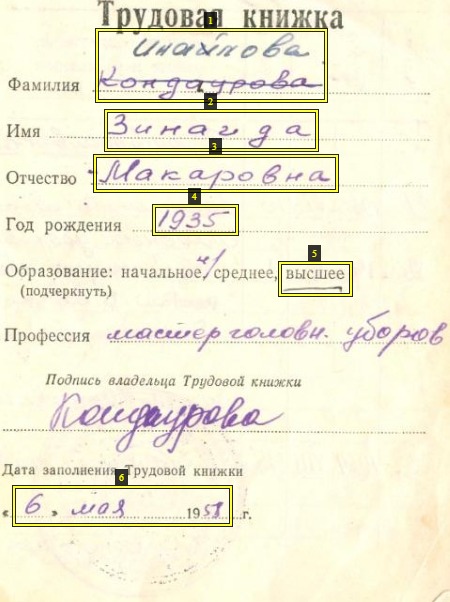 Трудовая книжка
Фамилия Кондаурова
Имя Зинаида
Отчество Макаровна
Год рождения 1935
Образование: начальное, н/среднее, высшее
(подчеркнуть)
Профессия мастер головн. уборов
Подпись владельца Трудовой книжки
Кондаурова
Дата заполнения Трудовой книжки
«6» мая 1958 г.
1
2
3
4
5
6